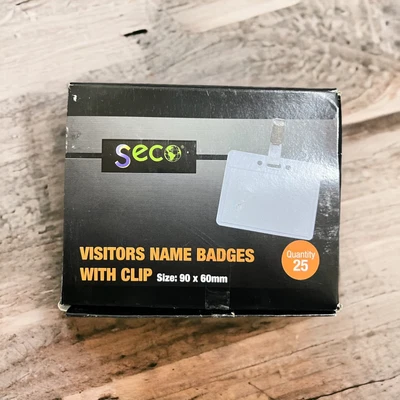 Seco
VISITORS NAME BADGES
WITH CLIP Size: 90 x 60mm
Quantity
25